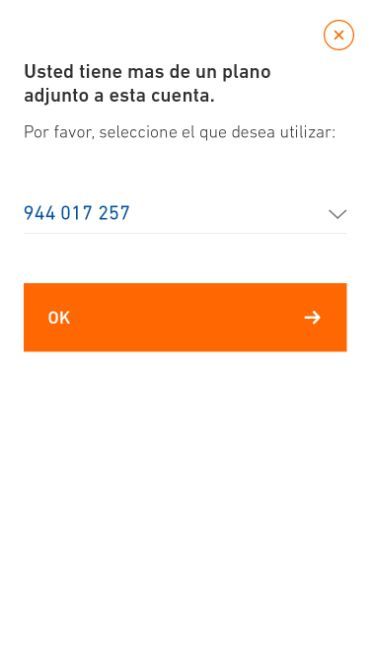 Usted tiene mas de un plano
adjunto a esta cuenta.
Por favor, seleccione el que desea utilizar:
944 017 257
OK